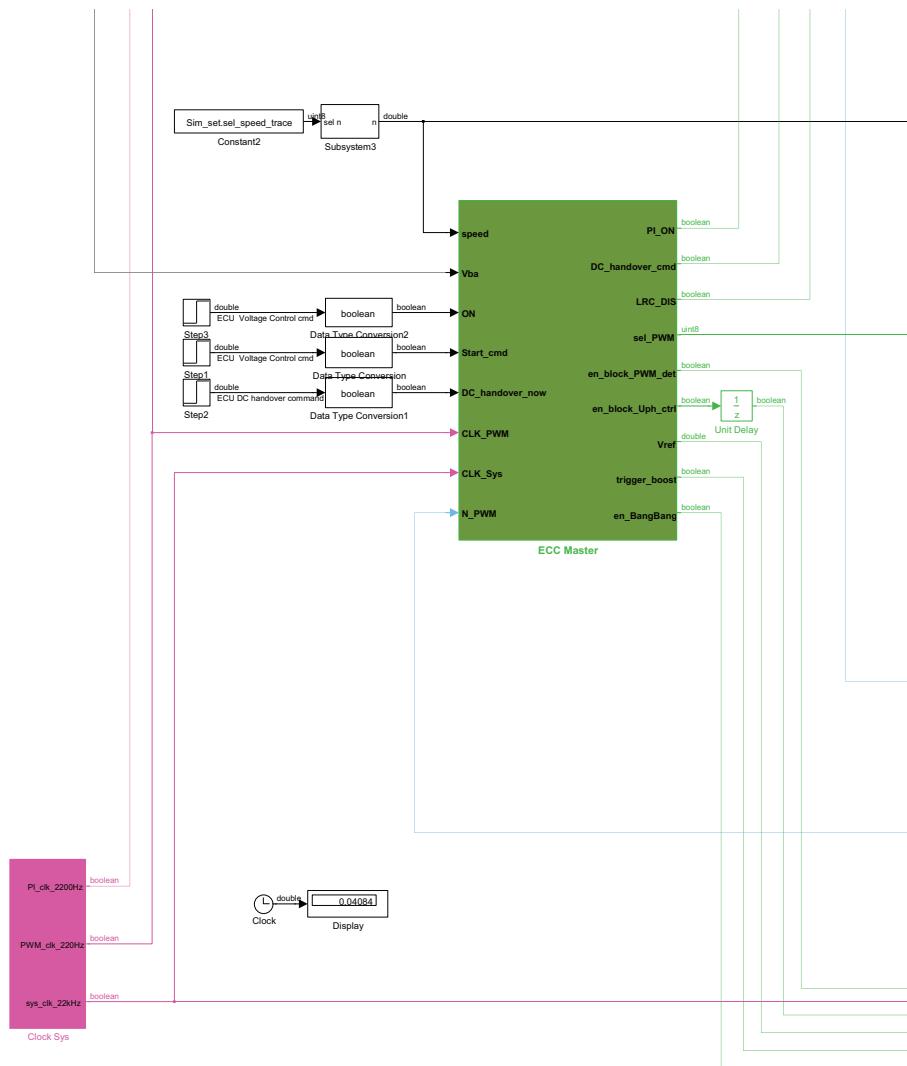 Sim_set.sel_speed_trace
Constant2
uint8
sel n
n
Subsystem3
double
speed
Vba
ON
Start_cmd
DC_handover_now
CLK_PWM
CLK_Sys
N_PWM
PI_ON
DC_handover_cmd
LRC_DIS
sel_PWM
en_block_PWM_det
en_block_Uph_ctrl
Vref
trigger_boost
en_BangBang
ECC Master
boolean
boolean
boolean
uint8
boolean
boolean
double
boolean
boolean
1
z
Unit Delay
boolean
Step3
double
ECU Voltage Control cmd
boolean
Data Type Conversion2
boolean
Step1
double
ECU Voltage Control cmd
boolean
Data Type Conversion
boolean
Step2
double
ECU DC handover command
boolean
Data Type Conversion1
boolean
PI_clk_2200Hz
boolean
PWM_clk_220Hz
boolean
sys_clk_22kHz
boolean
Clock Sys
Clock
double
0.04084
Display